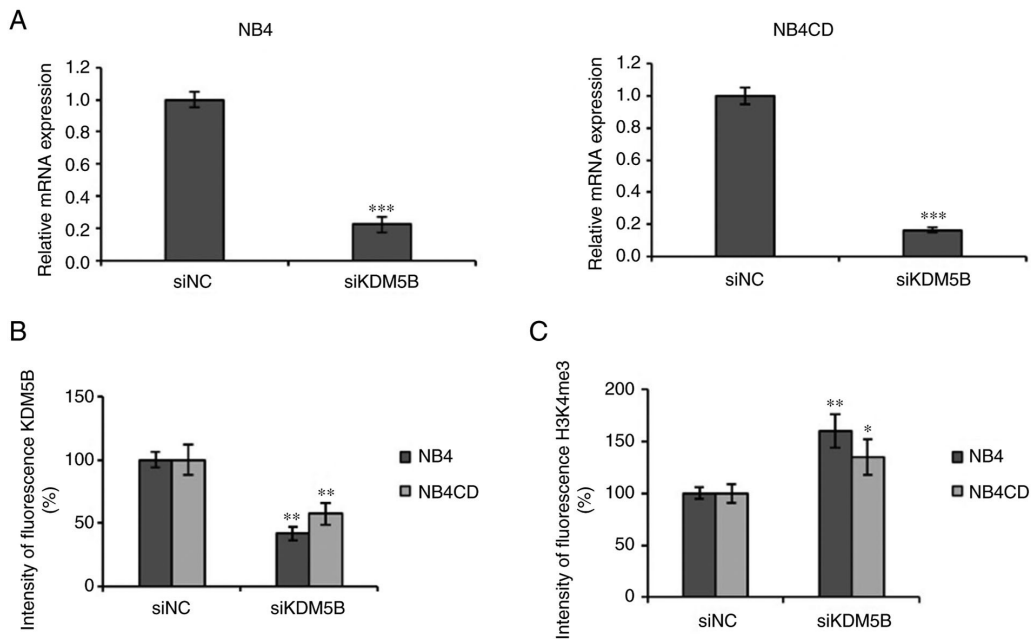 A
NB4
Relative mRNA expression
1.2
1.0
0.8
0.6
0.4
0.2
0.0
***
siNC
siKDM5B
NB4CD
Relative mRNA expression
1.2
1.0
0.8
0.6
0.4
0.2
0.0
***
siNC
siKDM5B
B
Intensity of fluorescence KDM5B
(%)
150
100
50
0
**
**
siNC
siKDM5B
NB4
NB4CD
C
Intensity of fluorescence H3K4me3
(%)
200
150
100
50
0
**
*
siNC
siKDM5B
NB4
NB4CD